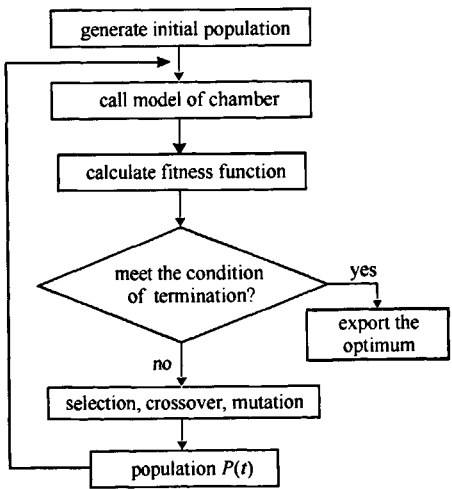 generate initial population
call model of chamber
calculate fitness function
meet the condition
of termination?
yes
export the
optimum
no
selection, crossover, mutation
population P(t)